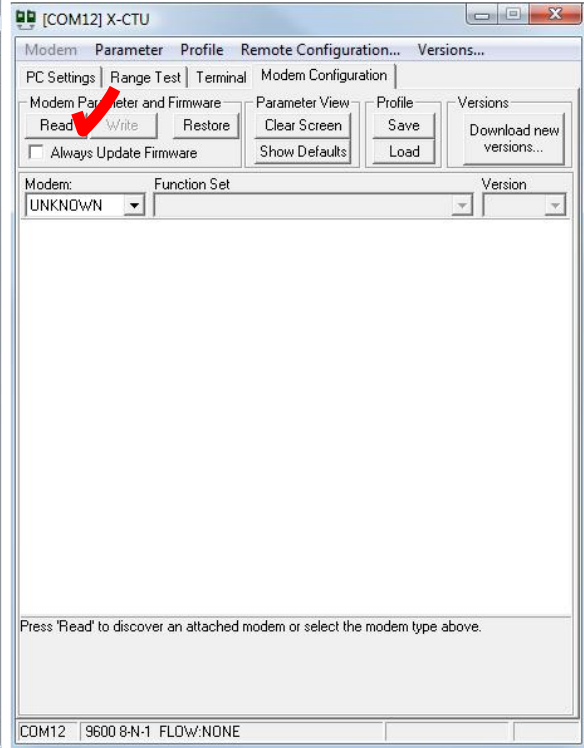 [COM12] X-CTU
Modem Parameter Profile Remote Configuration... Versions...
PC Settings Range Test Terminal Modem Configuration
Modem Parameter and Firmware Parameter View Profile Versions
Read Write Restore Clear Screen Save Download new versions...
Always Update Firmware Show Defaults Load
Modem: Function Set Version
UNKNOWN
Press 'Read' to discover an attached modem or select the modem type above.
COM12 9600 8-N-1 FLOW:NONE